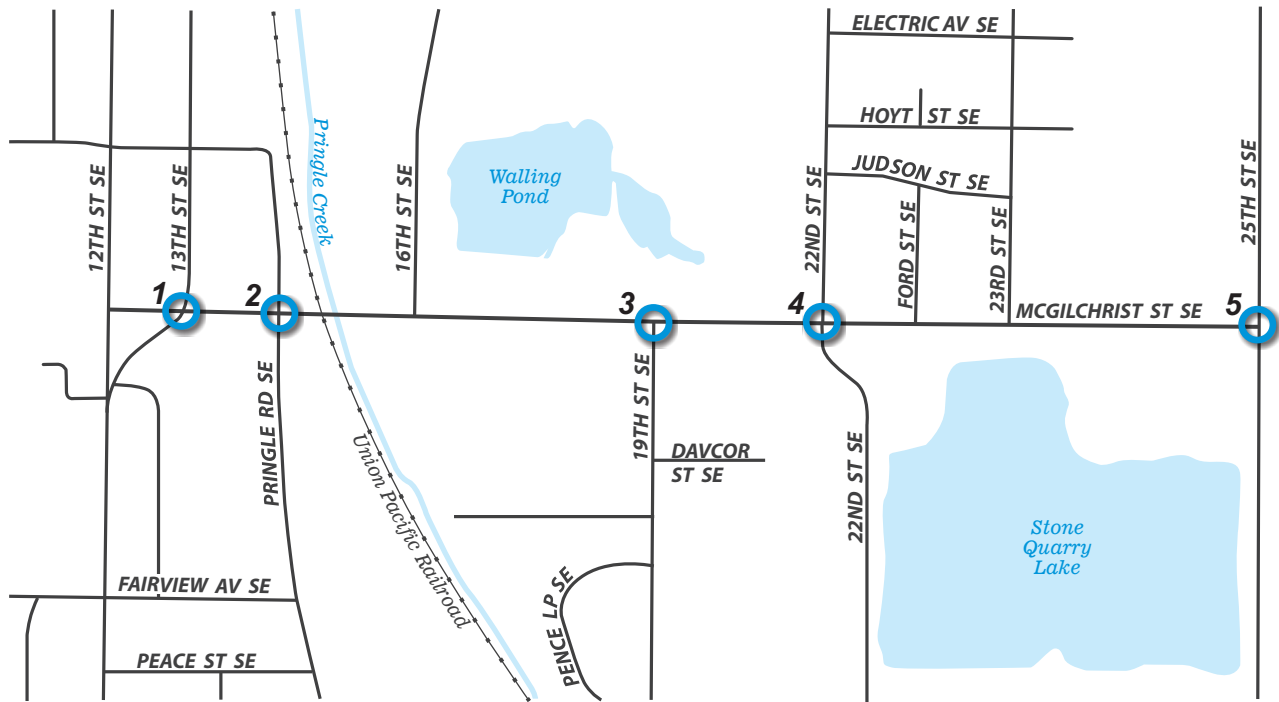 ELECTRIC AV SE
HOYT ST SE
JUDSON ST SE
12TH ST SE
13TH ST SE
Pringle Creek
16TH ST SE
Walling
Pond
22ND ST SE
FORD ST SE
23RD ST SE
25TH ST SE
1
2
3
4
5
MCGILCHRIST ST SE
PRINGLE RD SE
Union Pacific Railroad
19TH ST SE
DAVCOR
ST SE
22ND ST SE
Stone
Quarry
Lake
FAIRVIEW AV SE
PENCE LP SE
PEACE ST SE